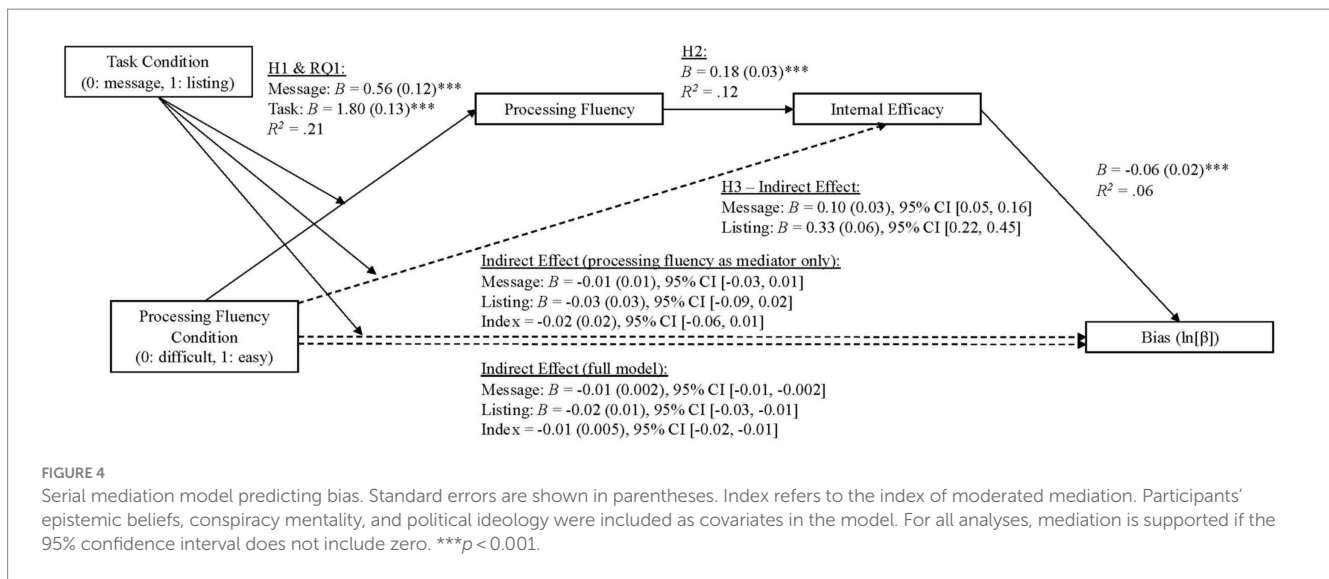 Task Condition
(0: message, 1: listing)
H1 & RQ1:
Message: B = 0.56 (0.12)***
Task: B = 1.80 (0.13)***
R² = .21
Processing Fluency
H2:
B = 0.18 (0.03)***
R² = .12
Internal Efficacy
B = -0.06 (0.02)***
R² = .06
H3 – Indirect Effect:
Message: B = 0.10 (0.03), 95% CI [0.05, 0.16]
Listing: B = 0.33 (0.06), 95% CI [0.22, 0.45]
Indirect Effect (processing fluency as mediator only):
Message: B = -0.01 (0.01), 95% CI [-0.03, 0.01]
Listing: B = -0.03 (0.03), 95% CI [-0.09, 0.02]
Index = -0.02 (0.02), 95% CI [-0.06, 0.01]
Processing Fluency
Condition
(0: difficult, 1: easy)
Bias (ln[β])
Indirect Effect (full model):
Message: B = -0.01 (0.002), 95% CI [-0.01, -0.002]
Listing: B = -0.02 (0.01), 95% CI [-0.03, -0.01]
Index = -0.01 (0.005), 95% CI [-0.02, -0.01]
FIGURE 4
Serial mediation model predicting bias. Standard errors are shown in parentheses. Index refers to the index of moderated mediation. Participants’
epistemic beliefs, conspiracy mentality, and political ideology were included as covariates in the model. For all analyses, mediation is supported if the
95% confidence interval does not include zero. ***p < 0.001.